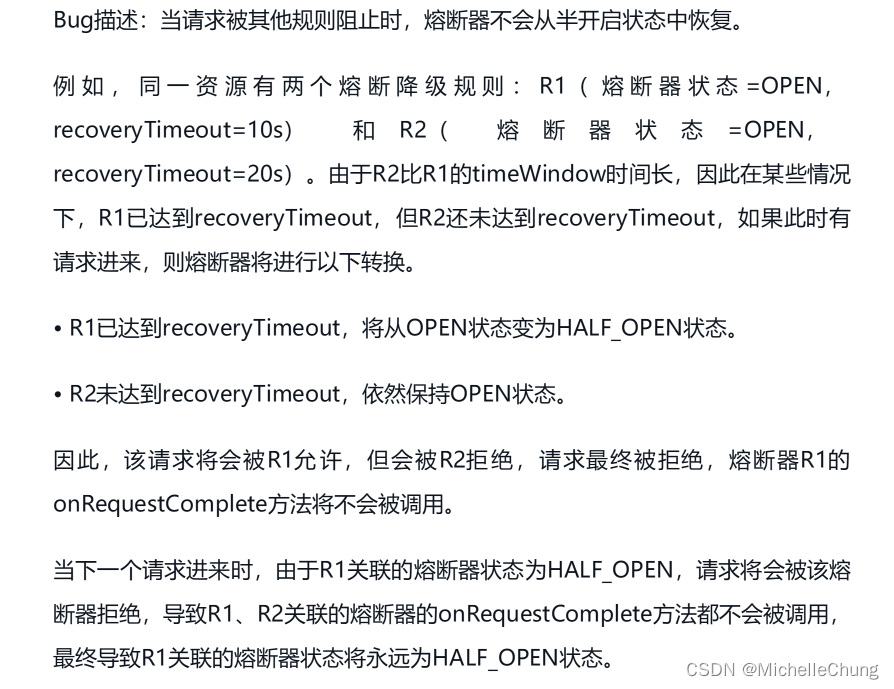 Bug描述：当请求被其他规则阻止时，熔断器不会从半开启状态中恢复。
例如，同一资源有两个熔断降级规则：R1（熔断器状态=OPEN，
recoveryTimeout=10s） 和 R2（ 熔断器状态 =OPEN，
recoveryTimeout=20s）。由于R2比R1的timeWindow时间长，因此在某些情况
下，R1已达到recoveryTimeout，但R2还未达到recoveryTimeout，如果此时有
请求进来，则熔断器将进行以下转换。
• R1已达到recoveryTimeout，将从OPEN状态变为HALF_OPEN状态。
• R2未达到recoveryTimeout，依然保持OPEN状态。
因此，该请求将会被R1允许，但会被R2拒绝，请求最终被拒绝，熔断器R1的
onRequestComplete方法将不会被调用。
当下一个请求进来时，由于R1关联的熔断器状态为HALF_OPEN，请求将会被该熔
断器拒绝，导致R1、R2关联的熔断器的onRequestComplete方法都不会被调用，
最终导致R1关联的熔断器状态将永远为HALF_OPEN状态。
CSDN @MichelleChung